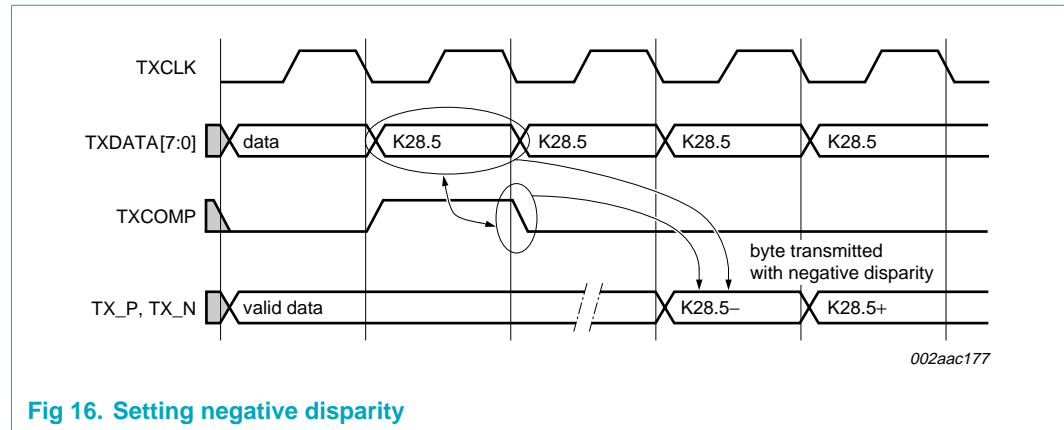 TXCLK
TXDATA[7:0] data K28.5 K28.5 K28.5 K28.5
TXCOMP
byte transmitted
with negative disparity
TX_P, TX_N valid data K28.5− K28.5+
002aac177
Fig 16. Setting negative disparity